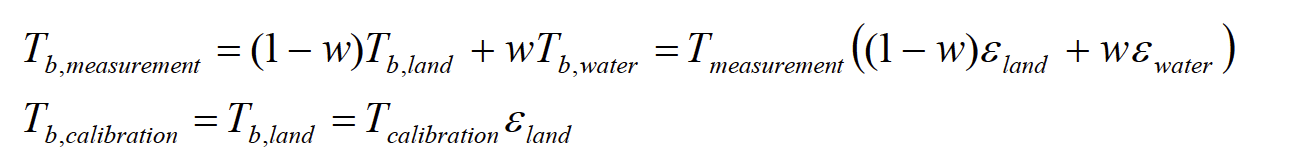 T_{b,measurement} = (1 − w)T_{b,land} + wT_{b,water} = T_{measurement}((1 − w)ε_{land} + wε_{water})
T_{b,calibration} = T_{b,land} = T_{calibration} ε_{land}